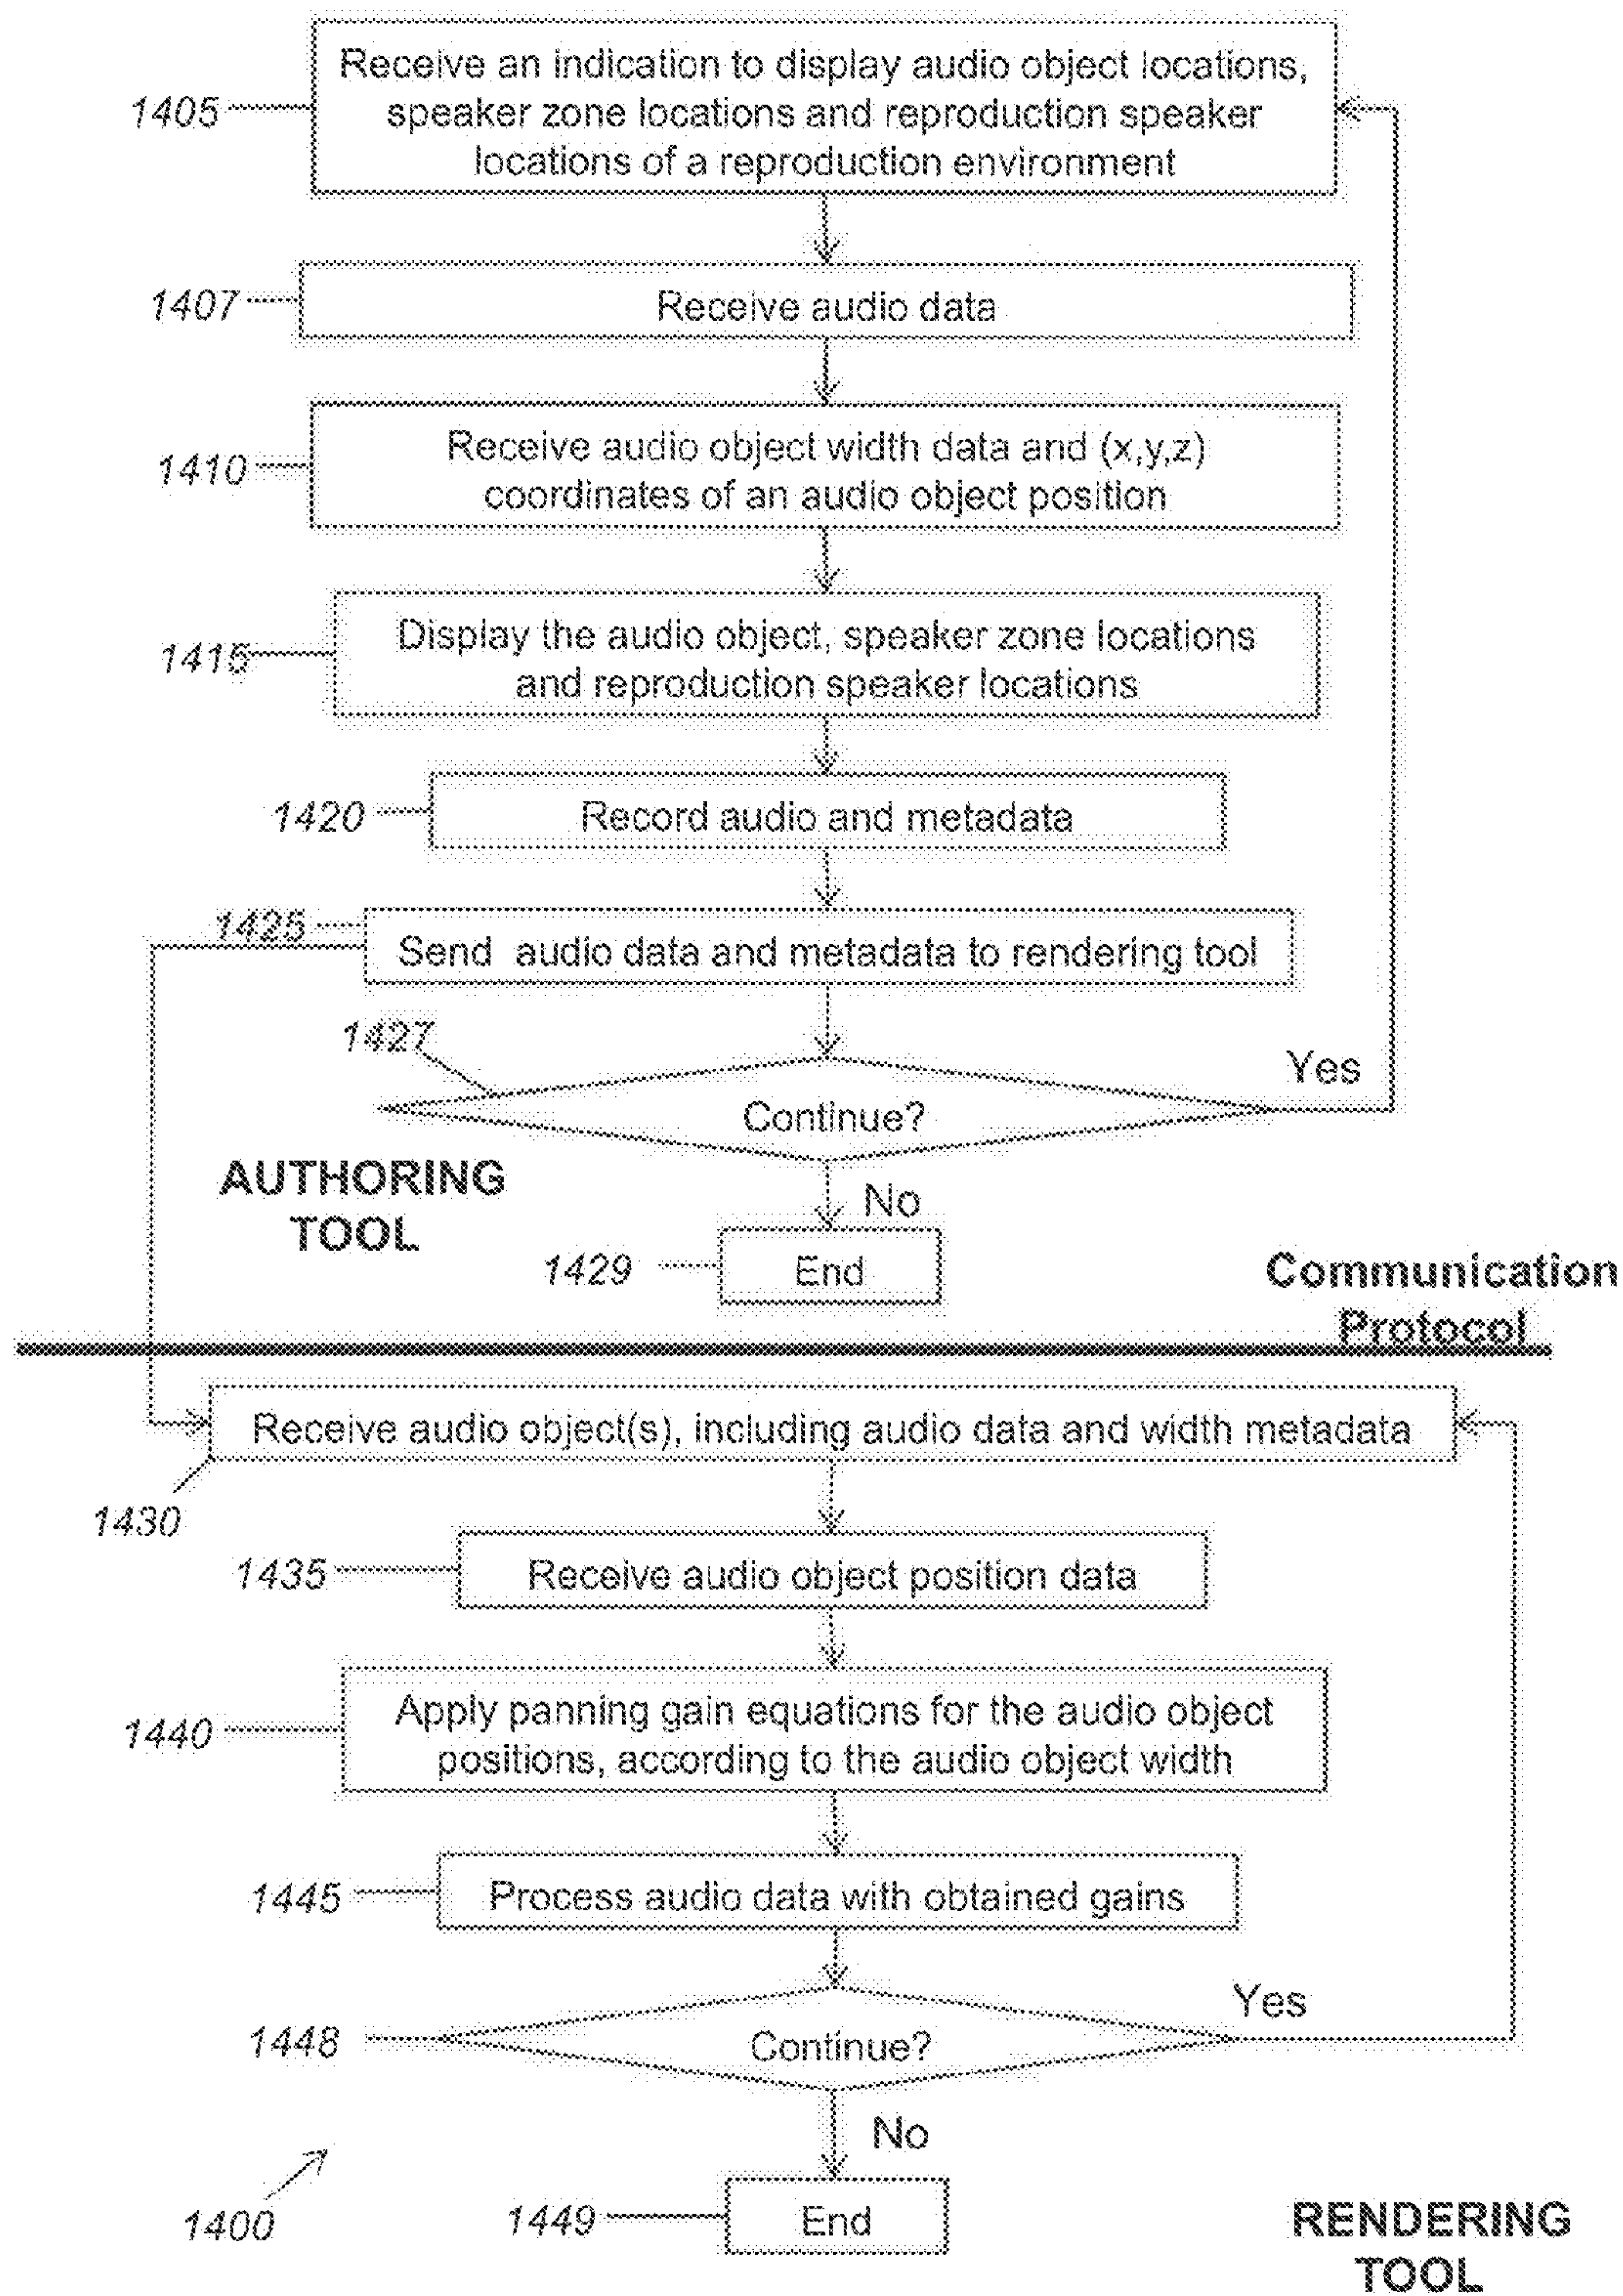 Receive an indication to display audio object locations,
speaker zone locations and reproduction speaker
locations of a reproduction environment
1405
Receive audio data
1407
Receive audio object width data and (x,y,z)
coordinates of an audio object position
1410
Display the audio object, speaker zone locations
and reproduction speaker locations
1415
Record audio and metadata
1420
1425
Send audio data and metadata to rendering tool
1427
Yes
Continue?
AUTHORING
TOOL
No
1429
End
Communication
Protocol
Receive audio object(s), including audio data and width metadata
1430
Receive audio object position data
1435
Apply panning gain equations for the audio object
positions, according to the audio object width
1440
Process audio data with obtained gains
1445
Yes
Continue?
1448
No
1400
1449
End
RENDERING
TOOL